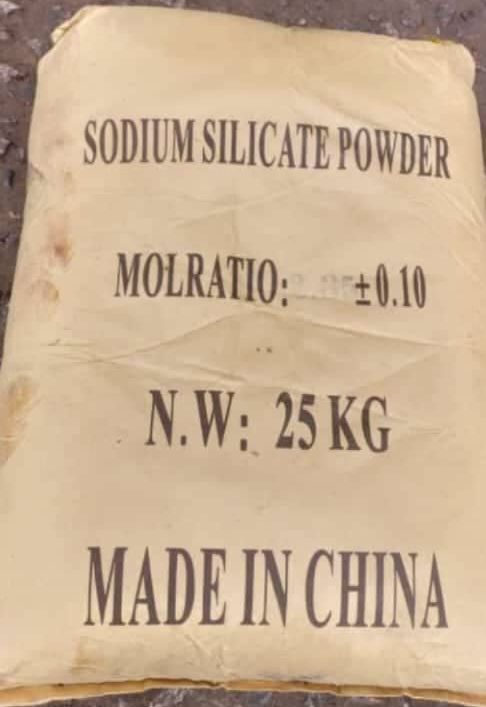 SODIUM SILICATE POWDER
MOLRATIO: ±0.10
N.W: 25 KG
MADE IN CHINA